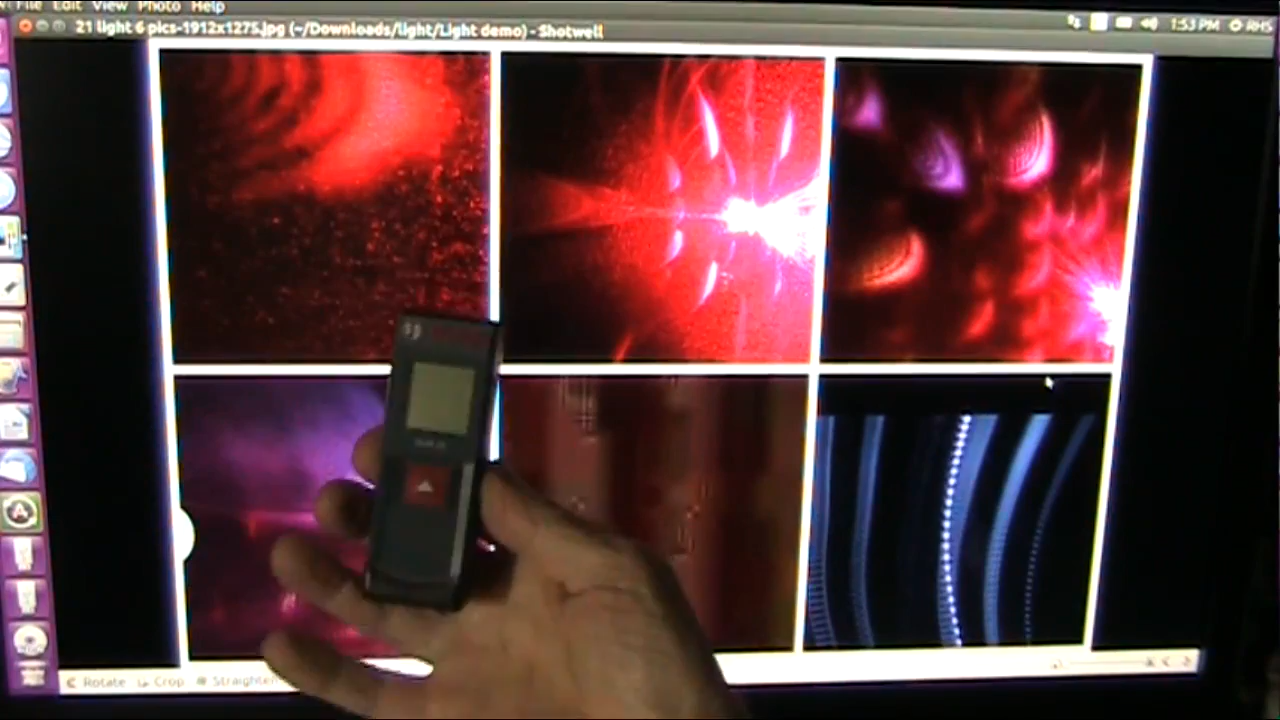 File Edit View Photo Help
21 light 6 pics-1912x1275.jpg (~/Downloads/light/Light demo) - Shotwell
1:53 PM RHS
Rotate Crop Straighten